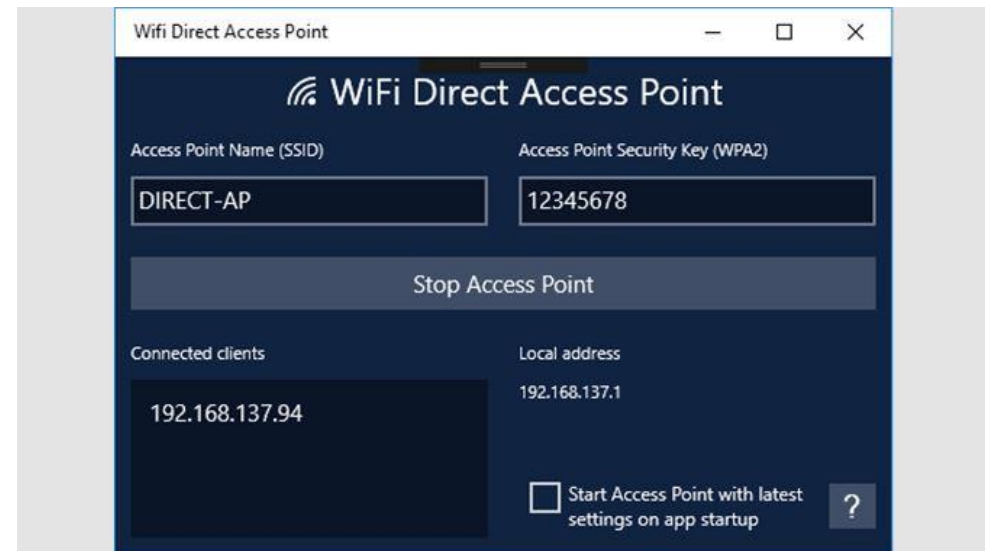 Wifi Direct Access Point
WiFi Direct Access Point
Access Point Name (SSID)
Access Point Security Key (WPA2)
DIRECT-AP
12345678
Stop Access Point
Connected clients
Local address
192.168.137.94
192.168.137.1
Start Access Point with latest
settings on app startup
?